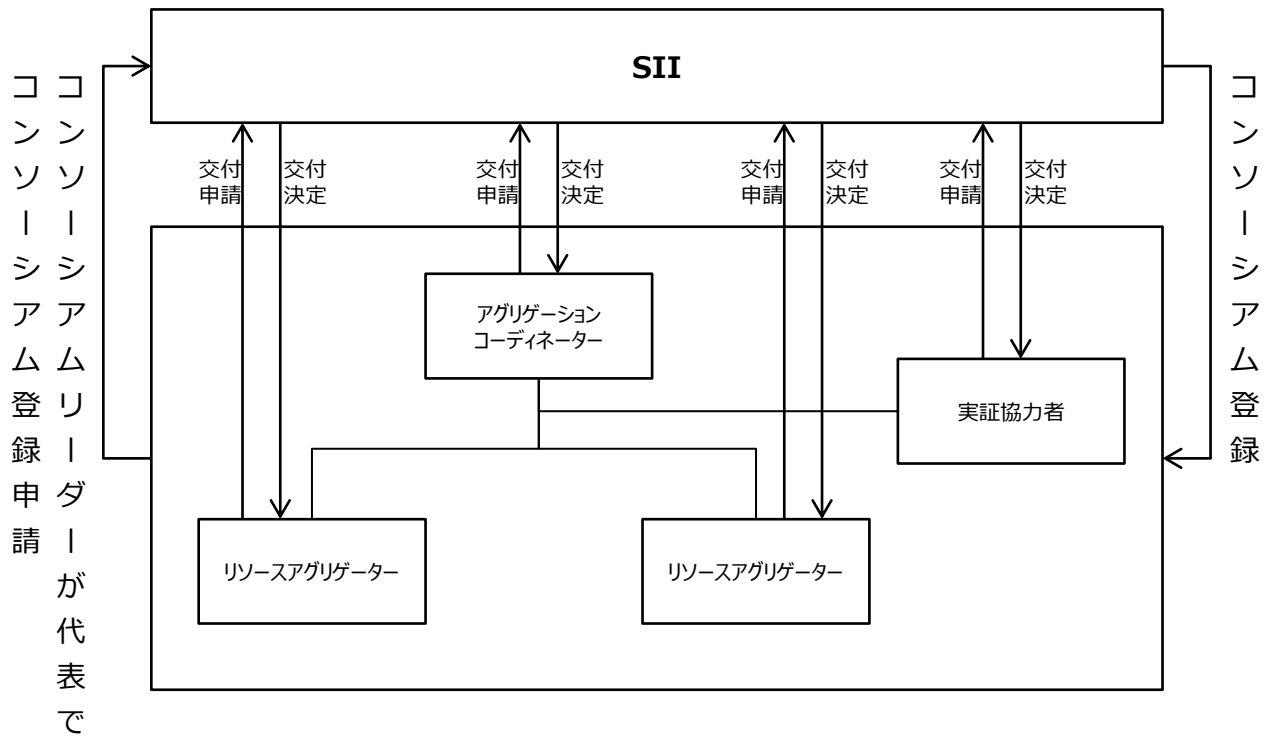 SII
コンソーシアムリーダーが代表で
コンソーシアム登録申請
コンソーシアム登録
交付
申請
交付
決定
交付
申請
交付
決定
交付
申請
交付
決定
交付
申請
交付
決定
アグリゲーション
コーディネーター
実証協力者
リソースアグリゲーター
リソースアグリゲーター